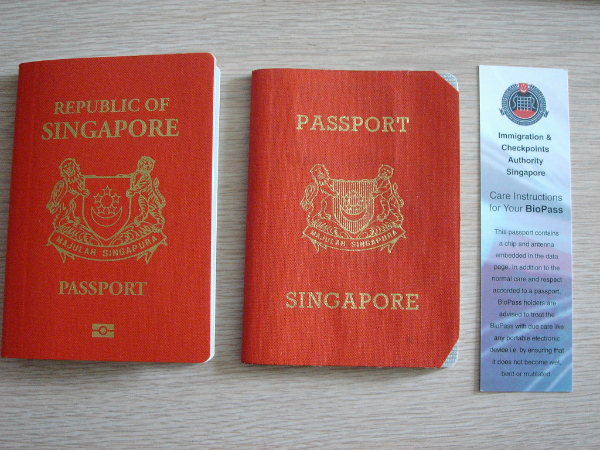 REPUBLIC OF
SINGAPORE
MAJULAH SINGAPURA
PASSPORT
PASSPORT
MAJULAH SINGAPURA
SINGAPORE
Immigration &
Checkpoints
Authority
Singapore
Care Instructions
for Your BioPass
This passport contains
a chip and antenna
embedded in the data
page. In addition to the
normal care and respect
accorded to a passport,
BioPass holders are
advised to treat the
BioPass with due care like
any portable electronic
device i.e. by ensuring that
it does not become wet,
bent or mutilated.